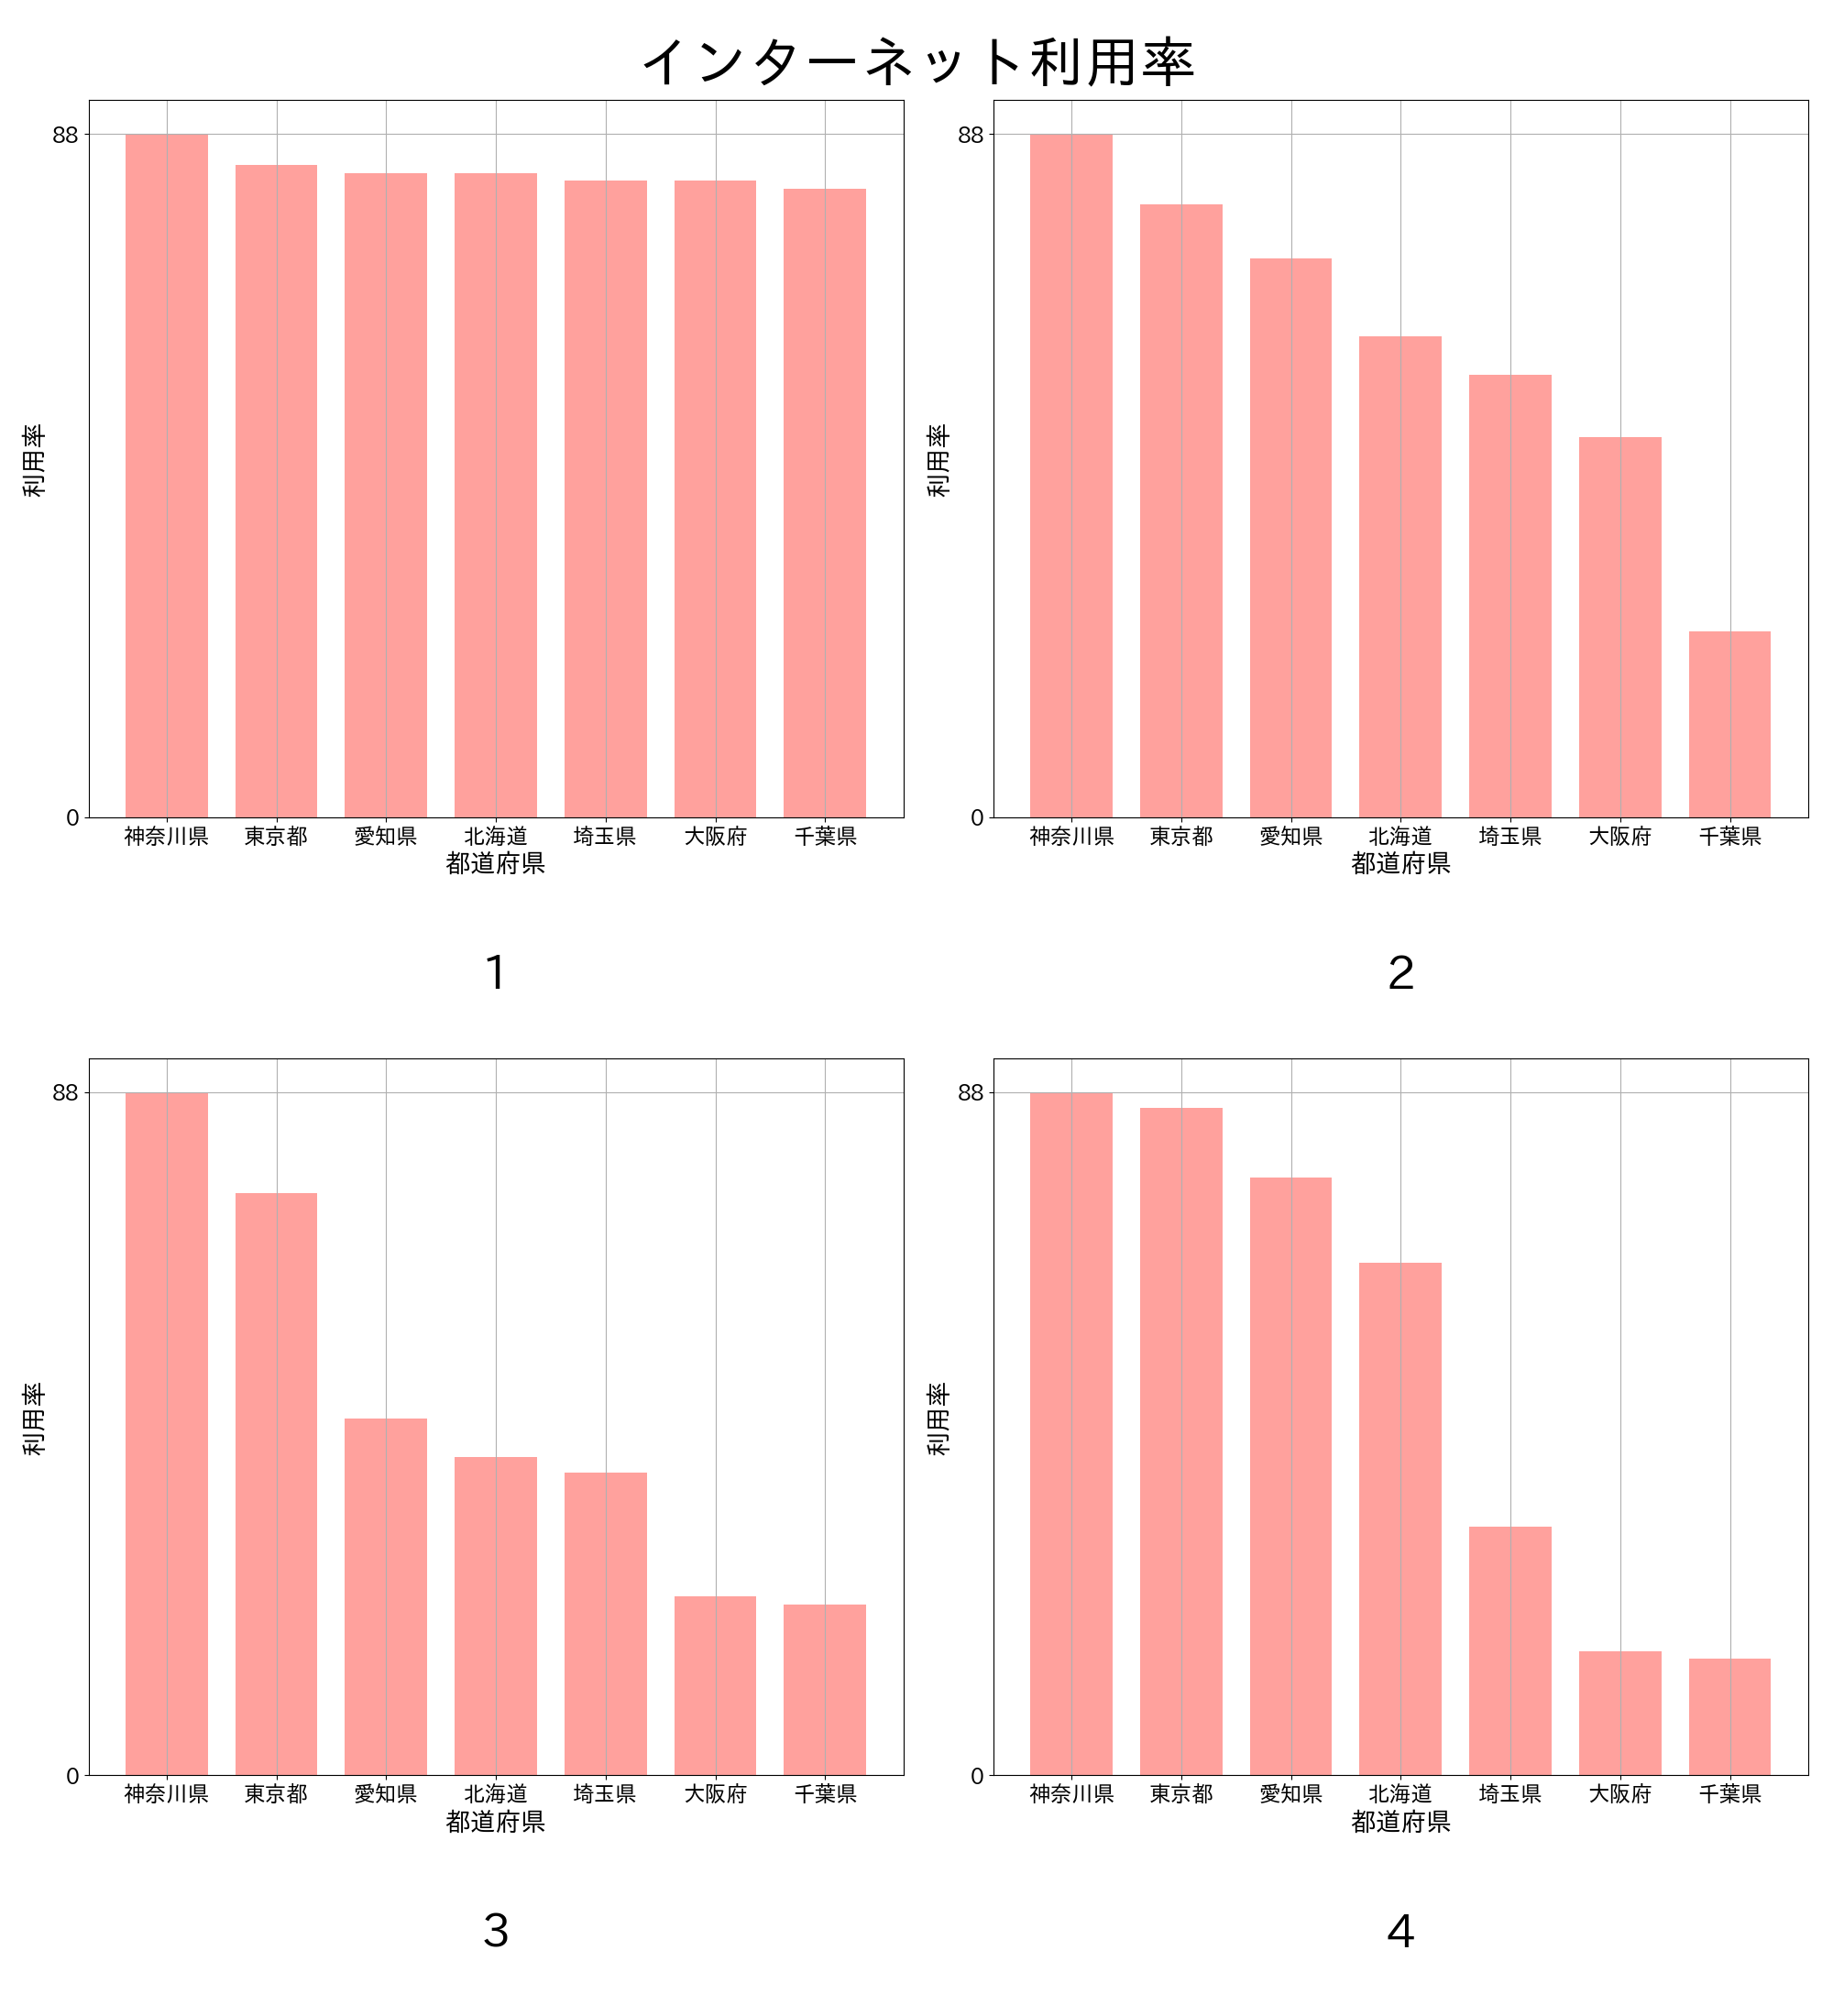 インターネット利用率
88
0
利用率
神奈川県 東京都 愛知県 北海道 埼玉県 大阪府 千葉県
都道府県
1
88
0
利用率
神奈川県 東京都 愛知県 北海道 埼玉県 大阪府 千葉県
都道府県
2
88
0
利用率
神奈川県 東京都 愛知県 北海道 埼玉県 大阪府 千葉県
都道府県
3
88
0
利用率
神奈川県 東京都 愛知県 北海道 埼玉県 大阪府 千葉県
都道府県
4